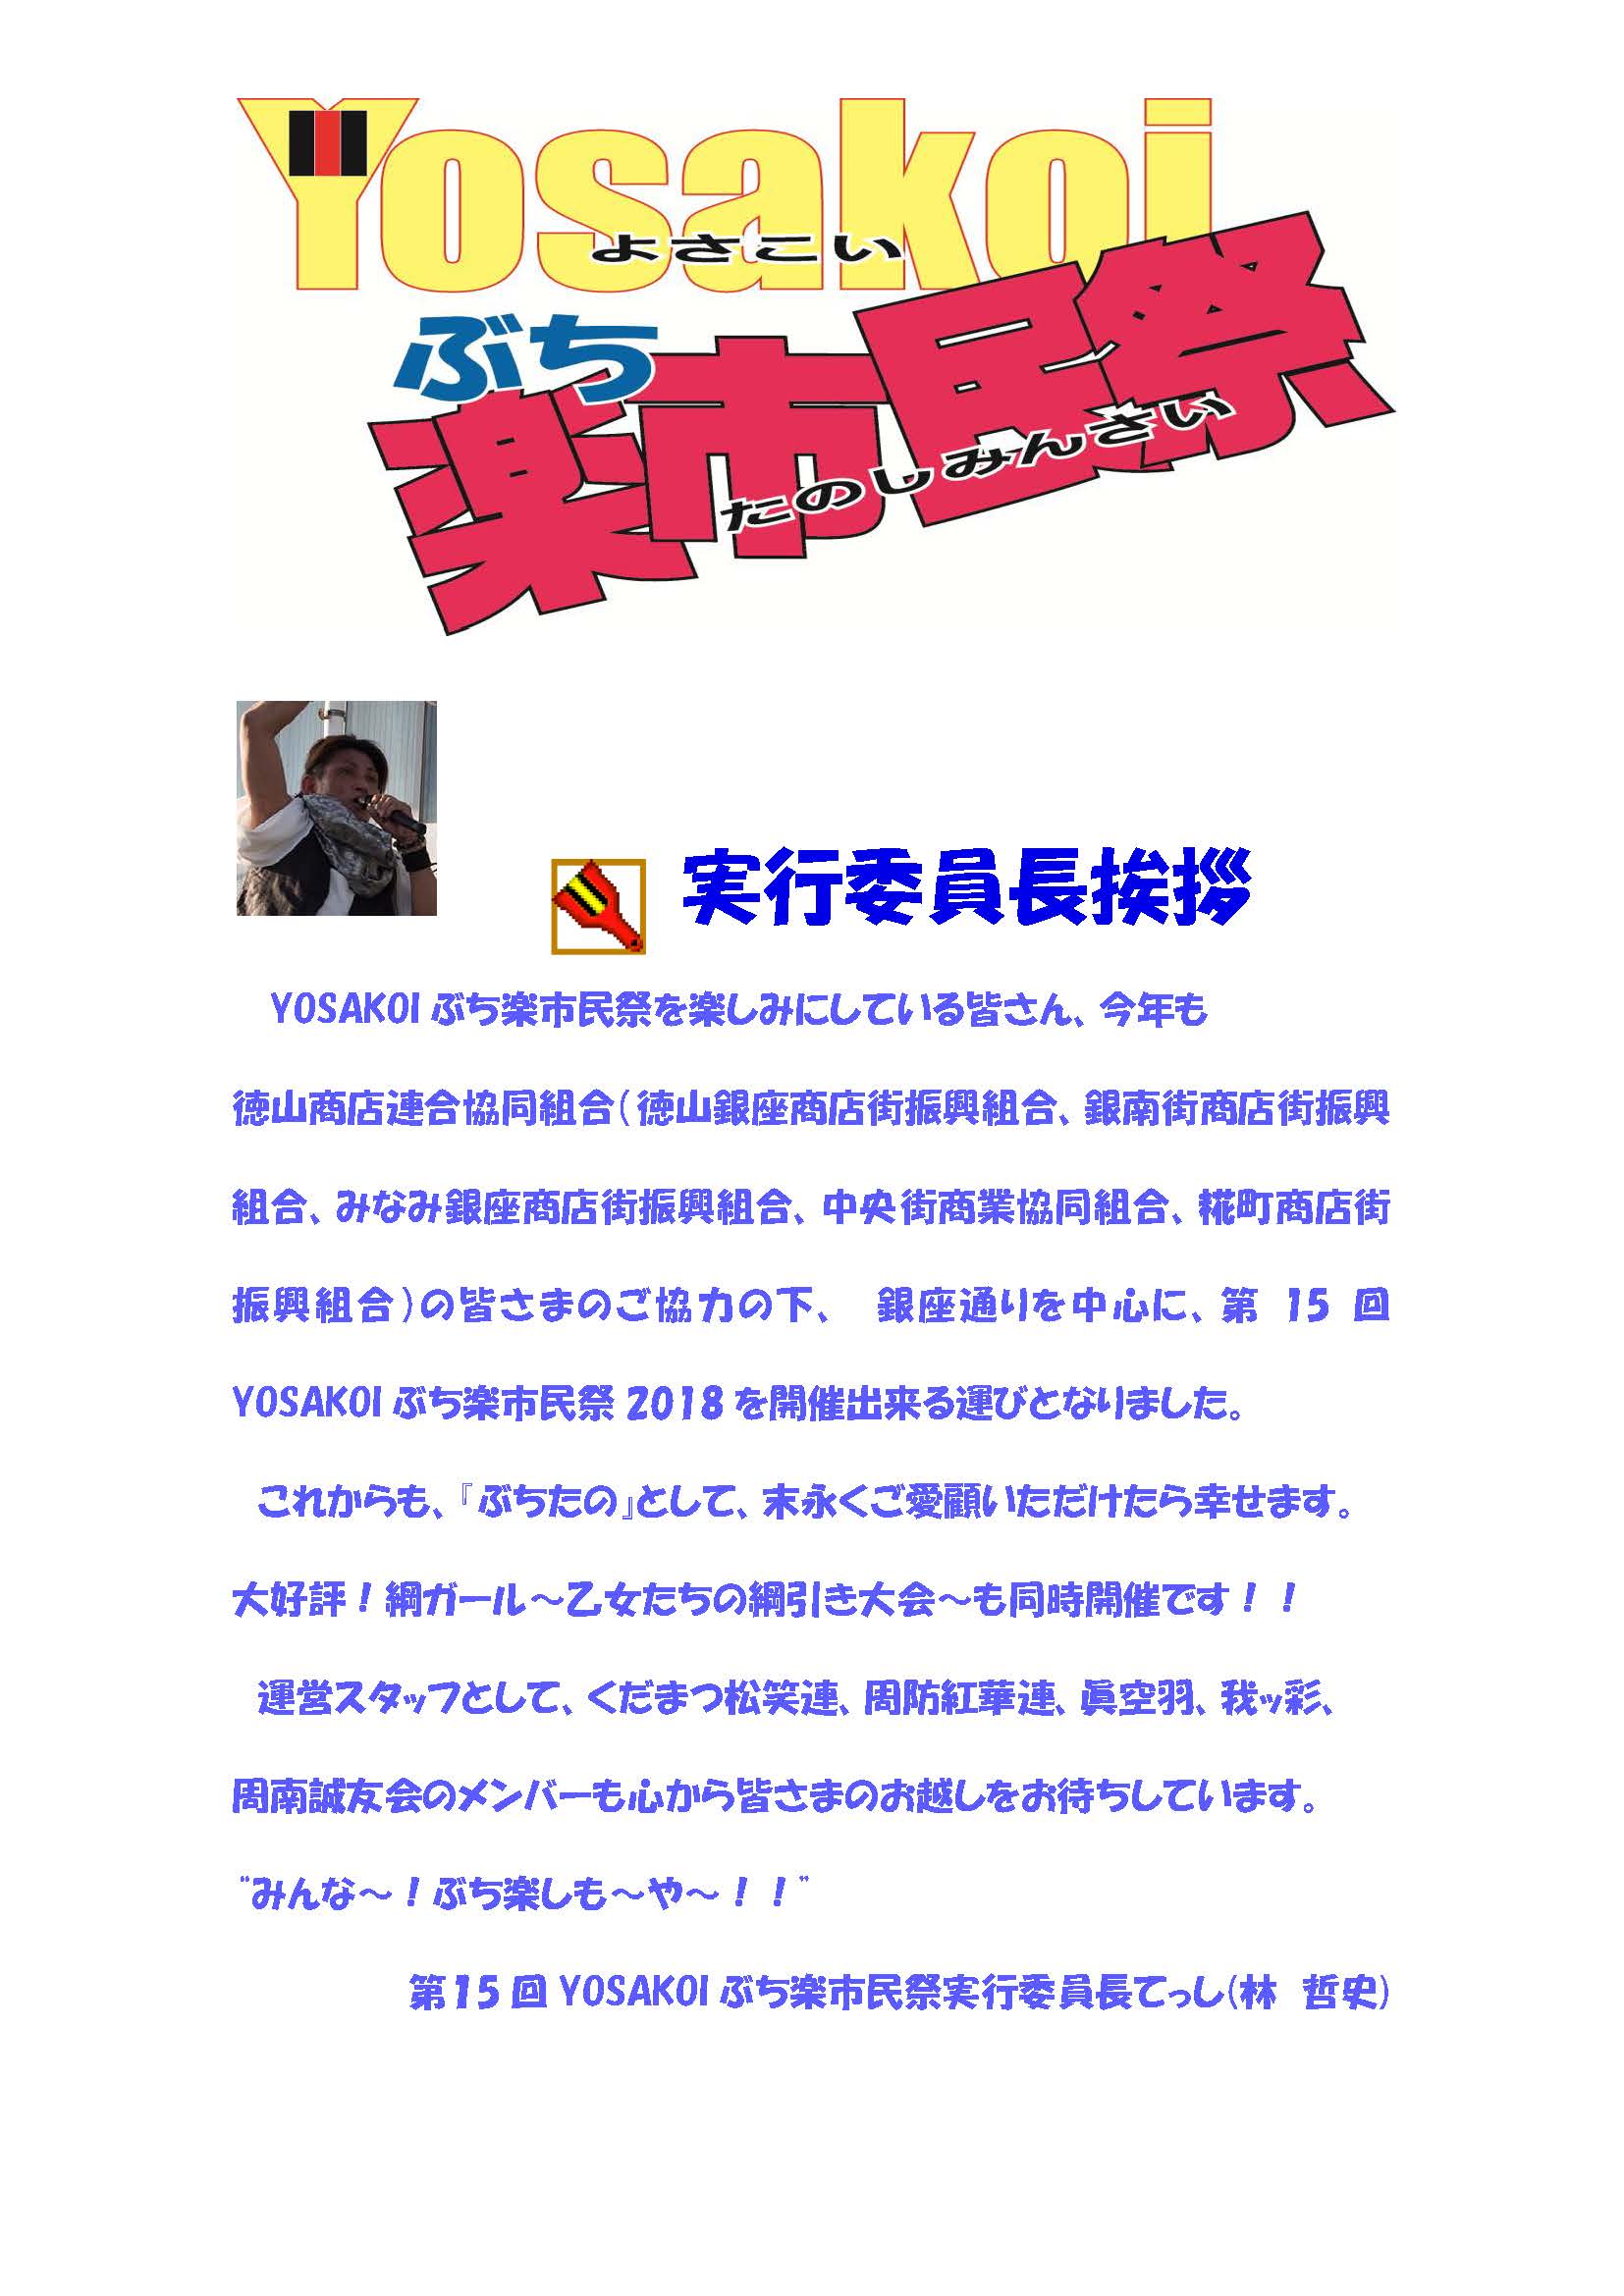 Yosakoi
よさこい
ぶち
楽市民祭
たのしみんさい
実行委員長挨拶
YOSAKOI ぶち楽市民祭を楽しみにしている皆さん、今年も
徳山商店連合協同組合（徳山銀座商店街振興組合、銀南街商店街振興
組合、みなみ銀座商店街振興組合、中央街商業協同組合、糀町商店街
振興組合）の皆さまのご協力の下、 銀座通りを中心に、第 15 回
YOSAKOI ぶち楽市民祭 2018 を開催出来る運びとなりました。
これからも、『ぶちたの』として、末永くご愛顧いただけたら幸せます。
大好評！綱ガール～乙女たちの綱引き大会～も同時開催です！！
運営スタッフとして、くだまつ松笑連、周防紅華連、眞空羽、我ッ彩、
周南誠友会のメンバーも心から皆さまのお越しをお待ちしています。
“みんな～！ぶち楽しも～や～！！”
第15回 YOSAKOI ぶち楽市民祭実行委員長てっし(林 哲史)